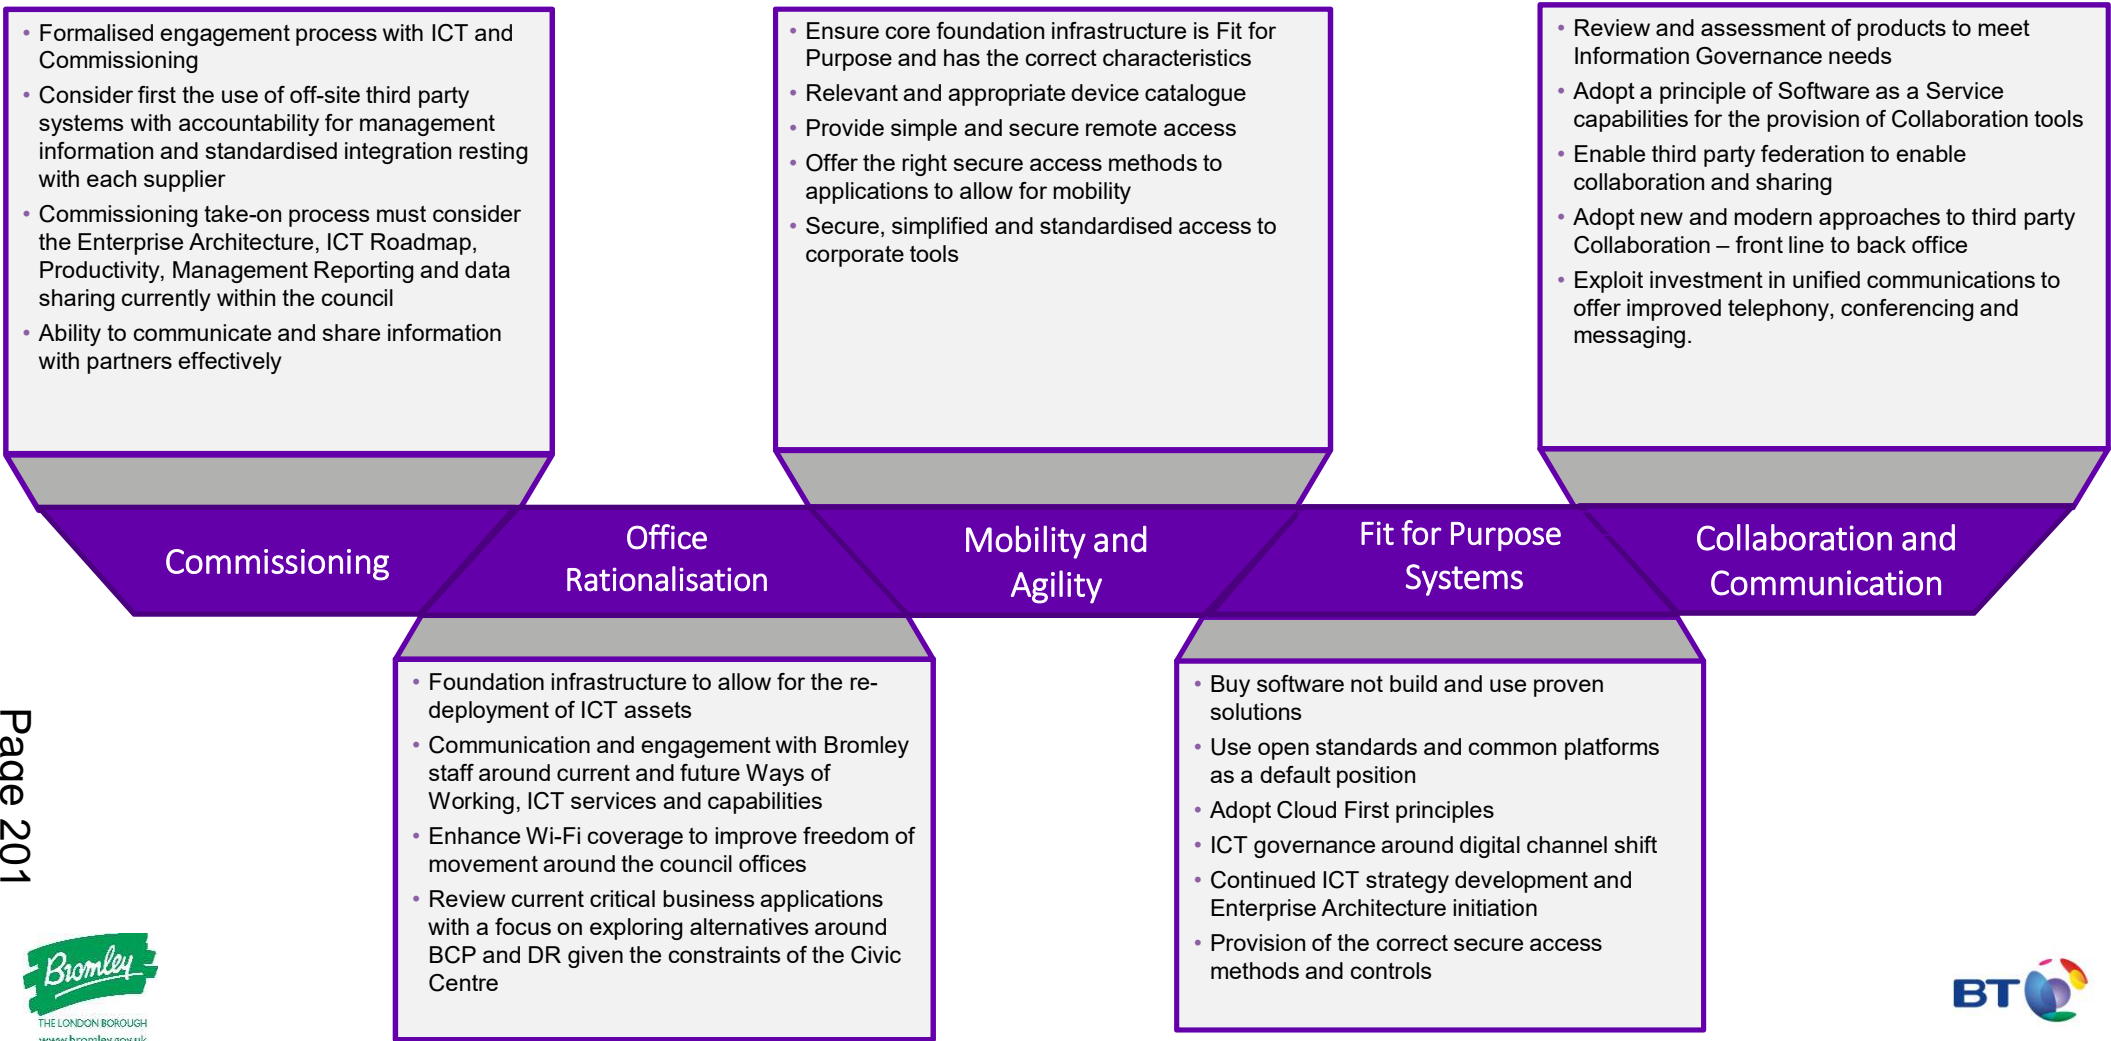 • Formalised engagement process with ICT and
Commissioning
• Consider first the use of off-site third party
systems with accountability for management
information and standardised integration resting
with each supplier
• Commissioning take-on process must consider
the Enterprise Architecture, ICT Roadmap,
Productivity, Management Reporting and data
sharing currently within the council
• Ability to communicate and share information
with partners effectively
• Ensure core foundation infrastructure is Fit for
Purpose and has the correct characteristics
• Relevant and appropriate device catalogue
• Provide simple and secure remote access
• Offer the right secure access methods to
applications to allow for mobility
• Secure, simplified and standardised access to
corporate tools
• Review and assessment of products to meet
Information Governance needs
• Adopt a principle of Software as a Service
capabilities for the provision of Collaboration tools
• Enable third party federation to enable
collaboration and sharing
• Adopt new and modern approaches to third party
Collaboration – front line to back office
• Exploit investment in unified communications to
offer improved telephony, conferencing and
messaging.
Commissioning
Office
Rationalisation
Mobility and
Agility
Fit for Purpose
Systems
Collaboration and
Communication
• Foundation infrastructure to allow for the re-
deployment of ICT assets
• Communication and engagement with Bromley
staff around current and future Ways of
Working, ICT services and capabilities
• Enhance Wi-Fi coverage to improve freedom of
movement around the council offices
• Review current critical business applications
with a focus on exploring alternatives around
BCP and DR given the constraints of the Civic
Centre
• Buy software not build and use proven
solutions
• Use open standards and common platforms
as a default position
• Adopt Cloud First principles
• ICT governance around digital channel shift
• Continued ICT strategy development and
Enterprise Architecture initiation
• Provision of the correct secure access
methods and controls
Page 201
Bromley
THE LONDON BOROUGH
www.bromley.gov.uk
BT